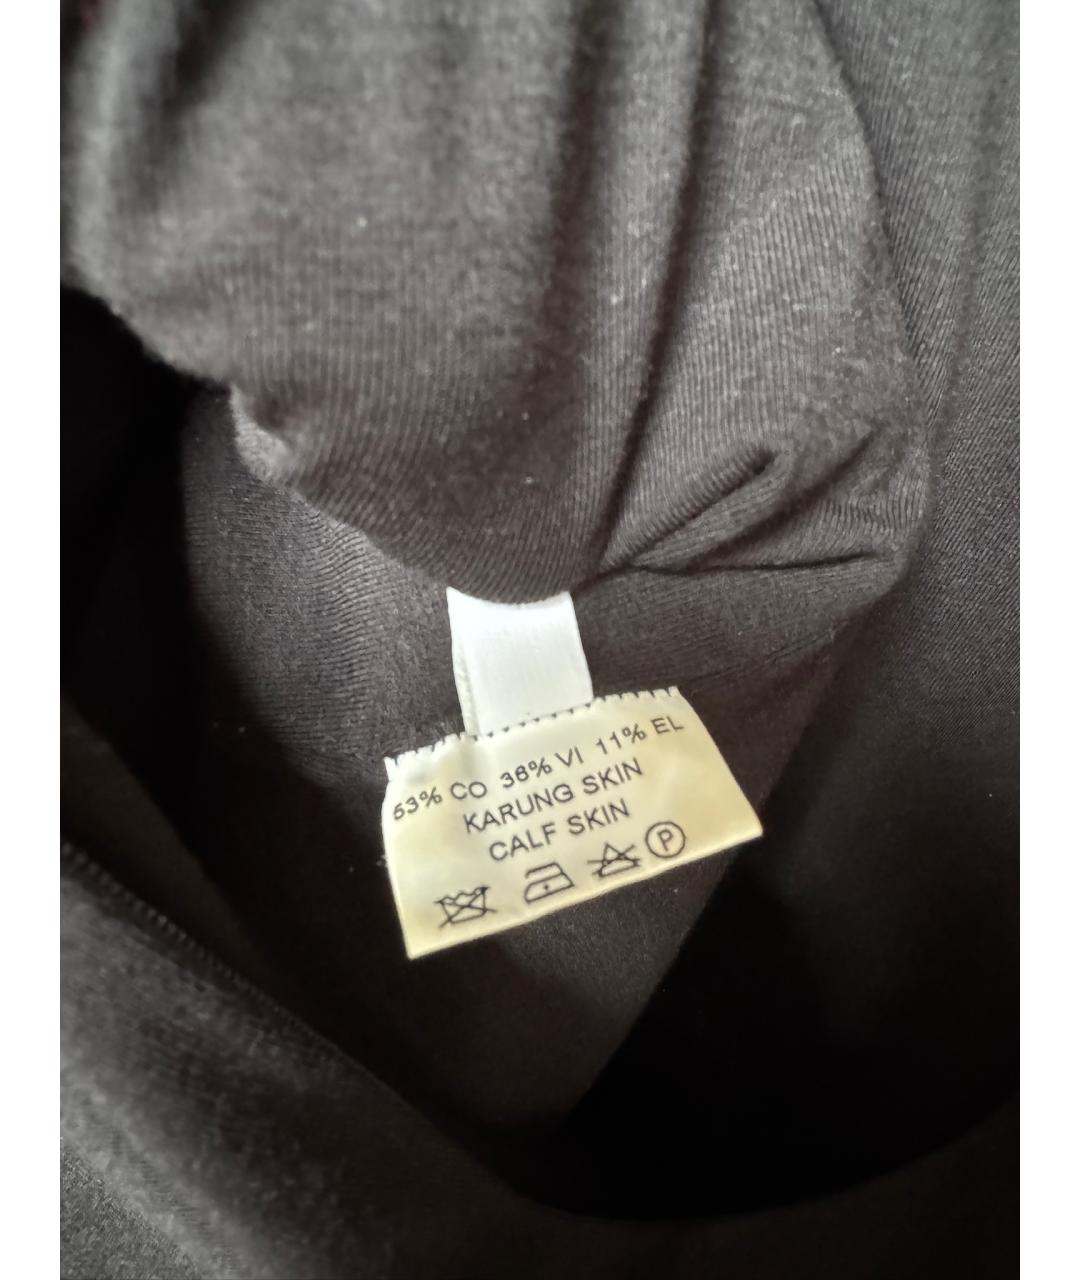 53% CO 36% VI 11% EL
KARUNG SKIN
CALF SKIN
P